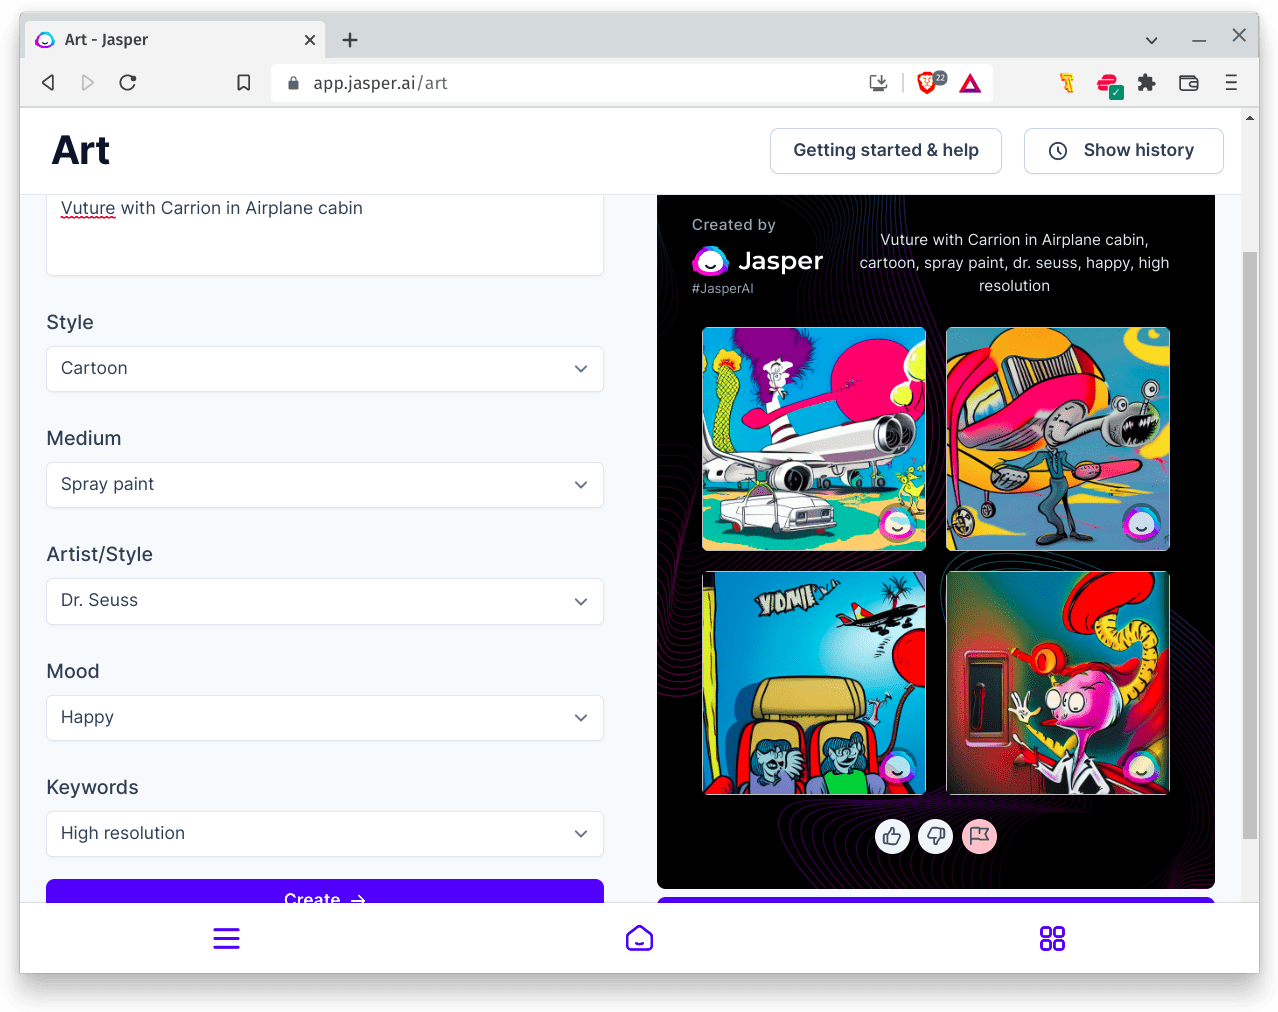 Art - Jasper
app.jasper.ai/art
22
Art
Getting started & help
Show history
Vuture with Carrion in Airplane cabin
Style
Cartoon
Medium
Spray paint
Artist/Style
Dr. Seuss
Mood
Happy
Keywords
High resolution
Create →
Created by
Jasper
#JasperAI
Vuture with Carrion in Airplane cabin,
cartoon, spray paint, dr. seuss, happy, high
resolution